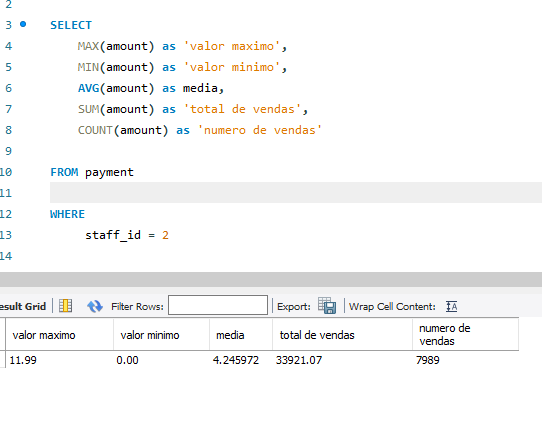 2
3 SELECT
4 MAX(amount) as 'valor maximo',
5 MIN(amount) as 'valor minimo',
6 AVG(amount) as media,
7 SUM(amount) as 'total de vendas',
8 COUNT(amount) as 'numero de vendas'
9
10 FROM payment
11
12 WHERE
13 staff_id = 2
14
esult Grid Filter Rows: Export: Wrap Cell Content: IA
valor maximo valor minimo media total de vendas numero de
vendas
11.99 0.00 4.245972 33921.07 7989